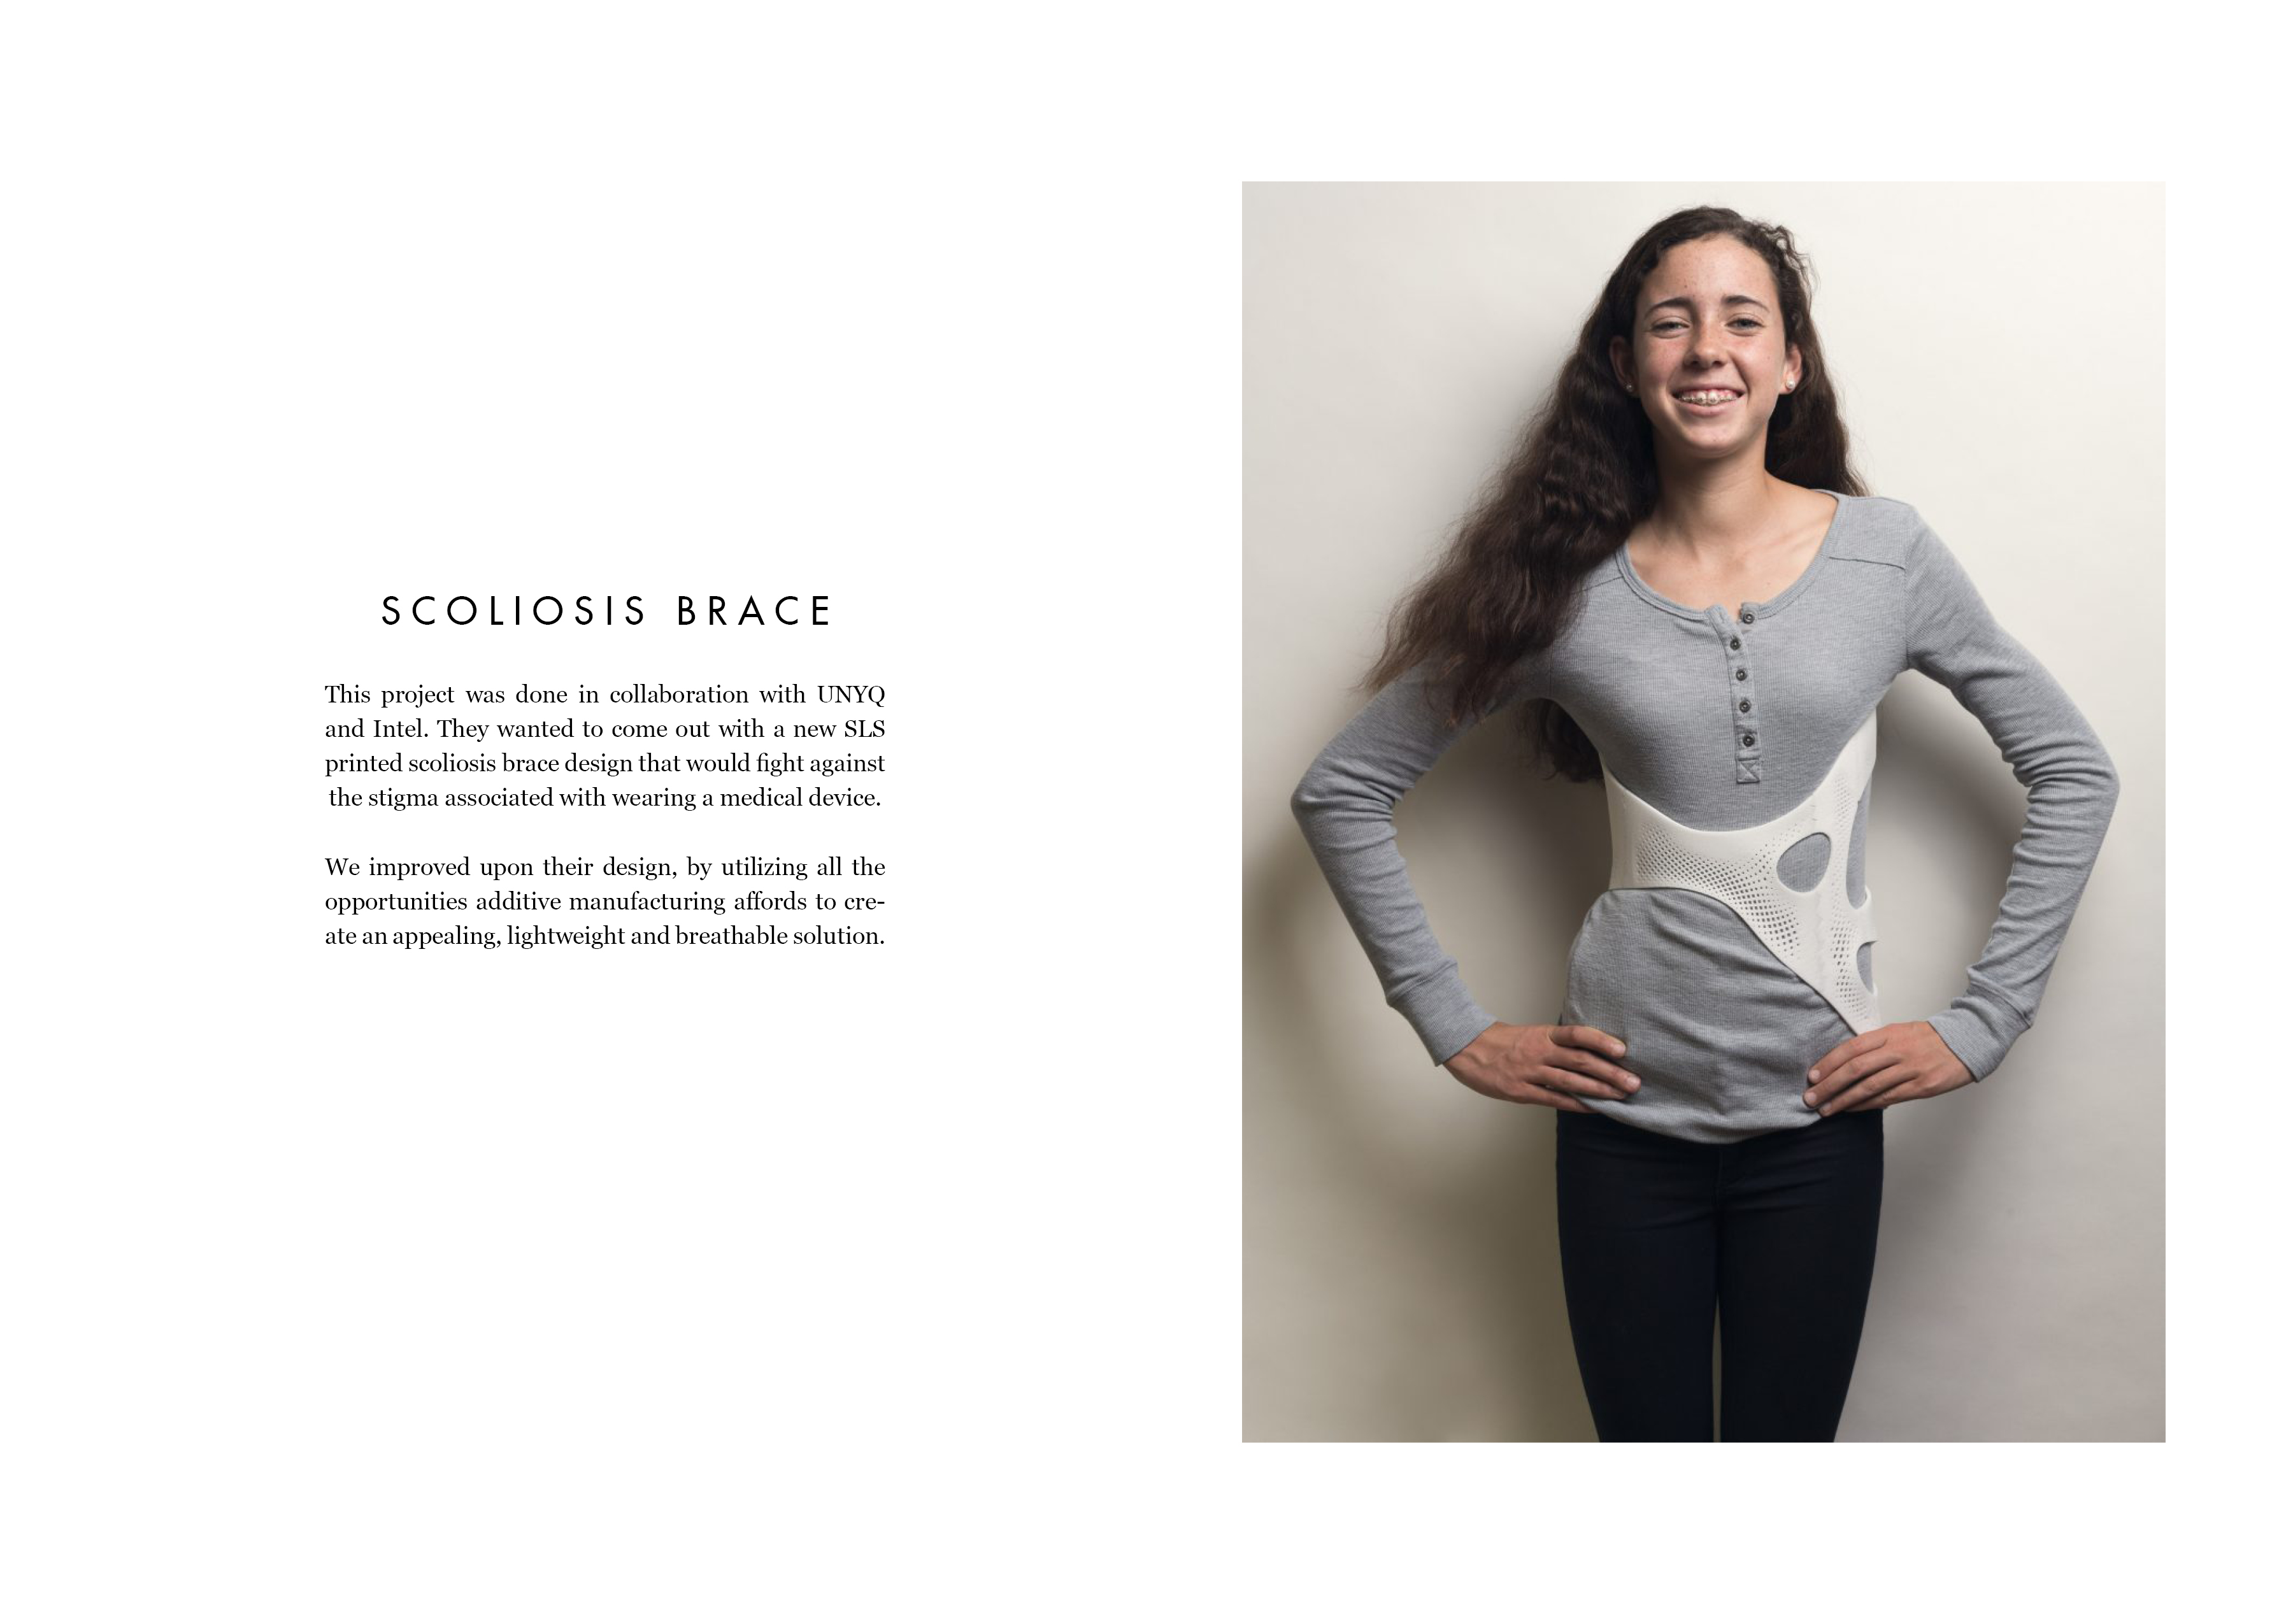 SCOLIOSIS BRACE
This project was done in collaboration with UNYQ
and Intel. They wanted to come out with a new SLS
printed scoliosis brace design that would fight against
the stigma associated with wearing a medical device.
We improved upon their design, by utilizing all the
opportunities additive manufacturing affords to cre-
ate an appealing, lightweight and breathable solution.